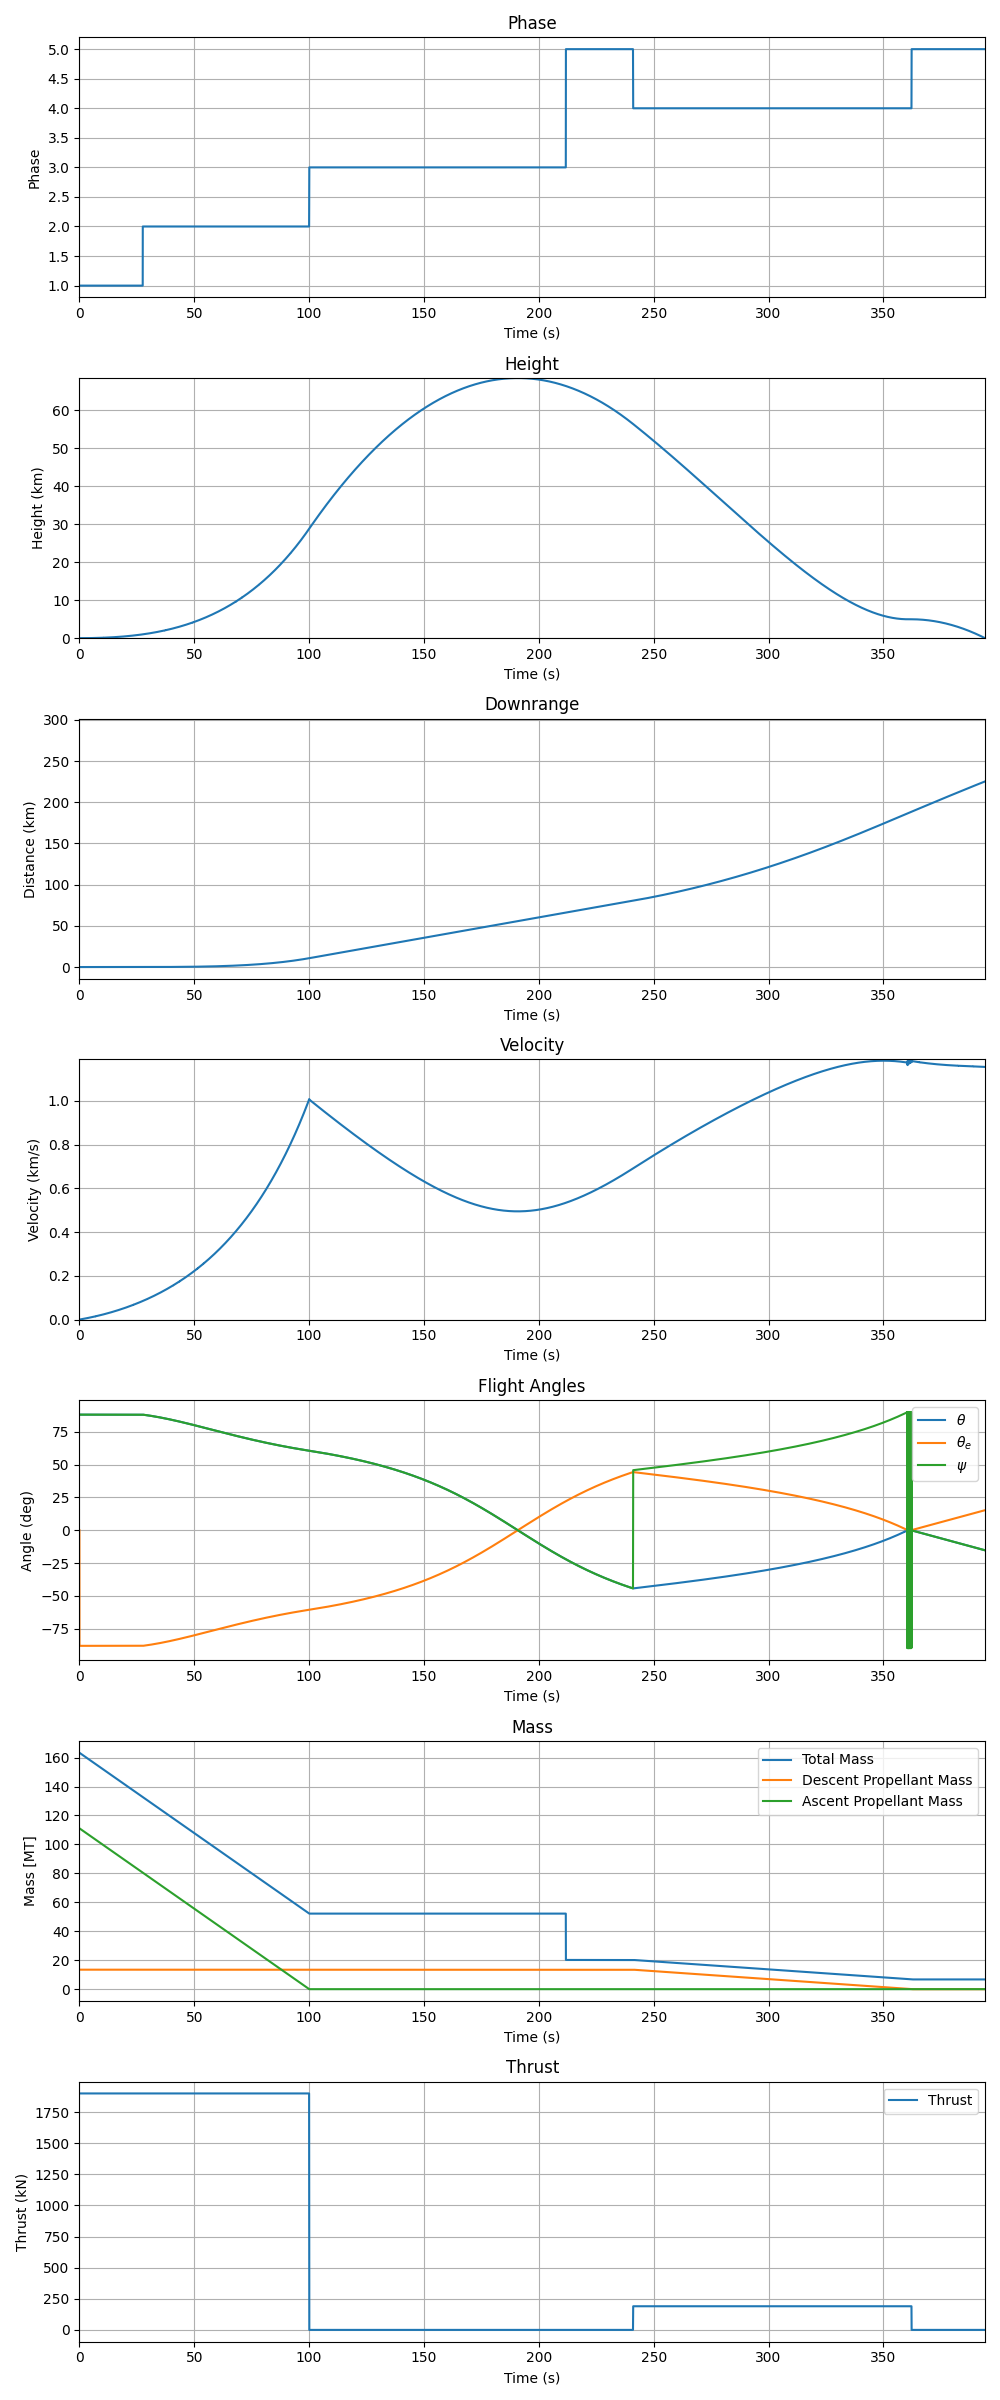 Phase
5.0
4.5
4.0
3.5
3.0
2.5
2.0
1.5
1.0
Phase
0 50 100 150 200 250 300 350
Time (s)
Height
60
50
40
30
20
10
0
Height (km)
0 50 100 150 200 250 300 350
Time (s)
Downrange
300
250
200
150
100
50
0
Distance (km)
0 50 100 150 200 250 300 350
Time (s)
Velocity
1.0
0.8
0.6
0.4
0.2
0.0
Velocity (km/s)
0 50 100 150 200 250 300 350
Time (s)
Flight Angles
75
50
25
0
−25
−50
−75
Angle (deg)
θ
θe
ψ
0 50 100 150 200 250 300 350
Time (s)
Mass
160
140
120
100
80
60
40
20
0
Mass [MT]
Total Mass
Descent Propellant Mass
Ascent Propellant Mass
0 50 100 150 200 250 300 350
Time (s)
Thrust
1750
1500
1250
1000
750
500
250
0
Thrust (kN)
Thrust
0 50 100 150 200 250 300 350
Time (s)